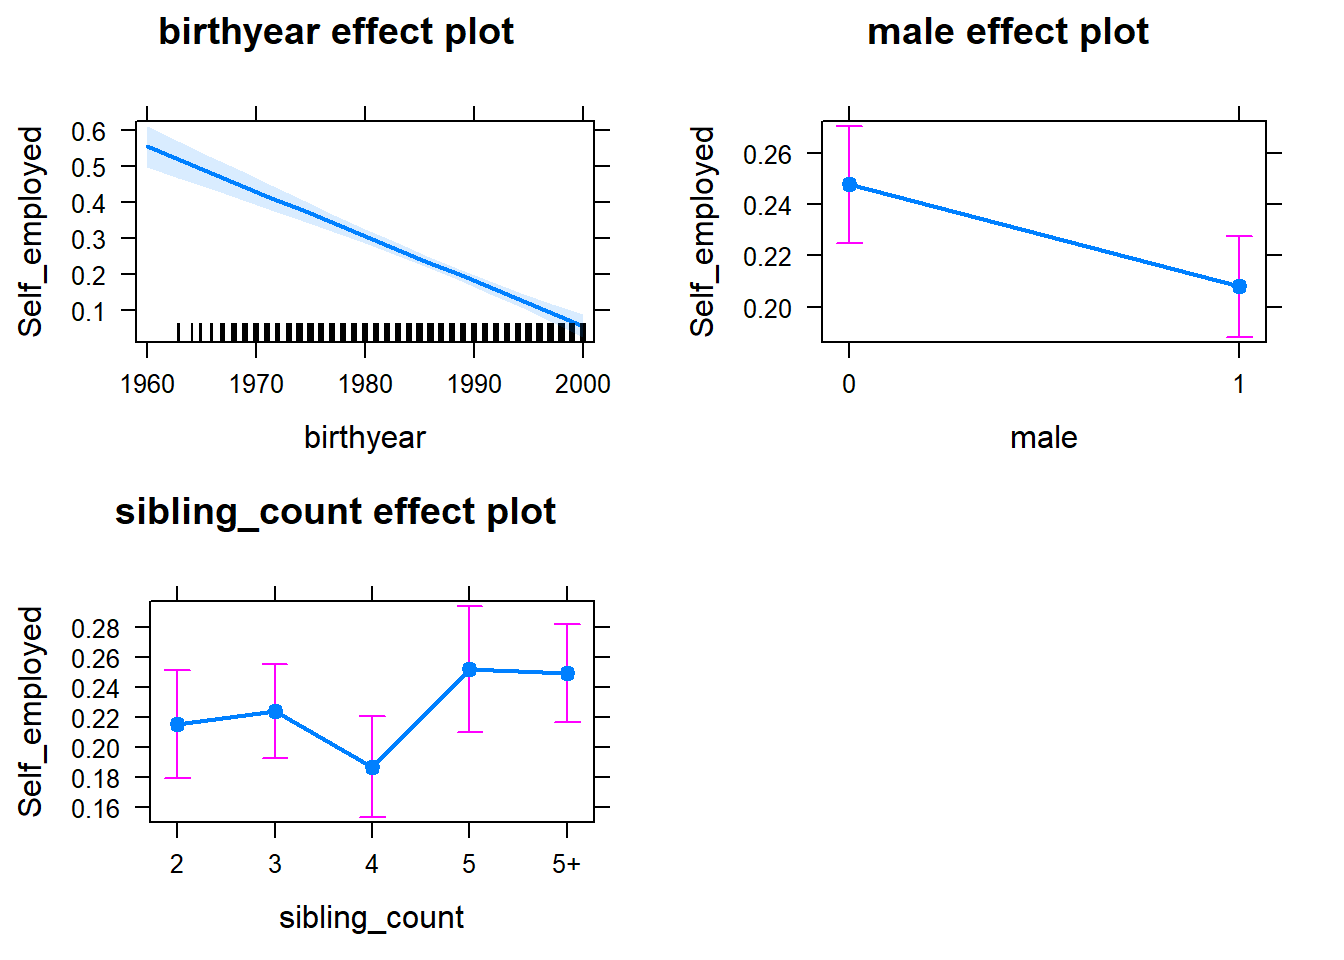 birthyear effect plot
Self_employed
0.6
0.5
0.4
0.3
0.2
0.1
1960 1970 1980 1990 2000
birthyear
male effect plot
Self_employed
0.26
0.24
0.22
0.20
0 1
male
sibling_count effect plot
Self_employed
0.28
0.26
0.24
0.22
0.20
0.18
0.16
2 3 4 5 5+
sibling_count